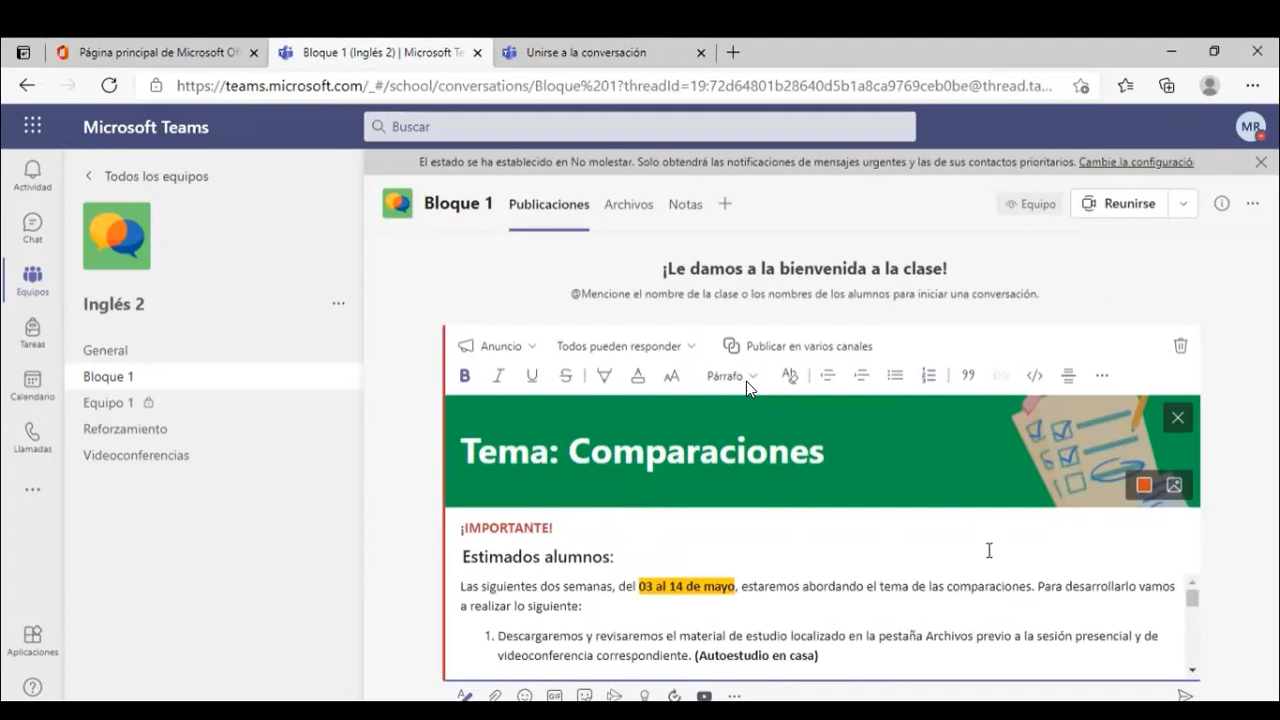 Página principal de Microsoft Of
Bloque 1 (Inglés 2) | Microsoft Te
Unirse a la conversación
https://teams.microsoft.com/_#/school/conversations/Bloque%201?threadId=19:72d64801b28640d5b1a8ca9769ceb0be@thread.ta...
Microsoft Teams
Buscar
MR
El estado se ha establecido en No molestar. Solo obtendrá las notificaciones de mensajes urgentes y las de sus contactos prioritarios. Cambie la configuració
Actividad
Chat
Equipos
Tareas
Calendario
Llamadas
Aplicaciones
Todos los equipos
Inglés 2
General
Bloque 1
Equipo 1
Reforzamiento
Videoconferencias
Bloque 1 Publicaciones Archivos Notas
Equipo
Reunirse
¡Le damos a la bienvenida a la clase!
@Mencione el nombre de la clase o los nombres de los alumnos para iniciar una conversación.
Anuncio Todos pueden responder Publicar en varios canales
B I U S AA Párrafo Ab
Tema: Comparaciones
¡IMPORTANTE!
Estimados alumnos:
Las siguientes dos semanas, del 03 al 14 de mayo, estaremos abordando el tema de las comparaciones. Para desarrollarlo vamos
a realizar lo siguiente:
1. Descargaremos y revisaremos el material de estudio localizado en la pestaña Archivos previo a la sesión presencial y de
videoconferencia correspondiente. (Autoestudio en casa)
GIF